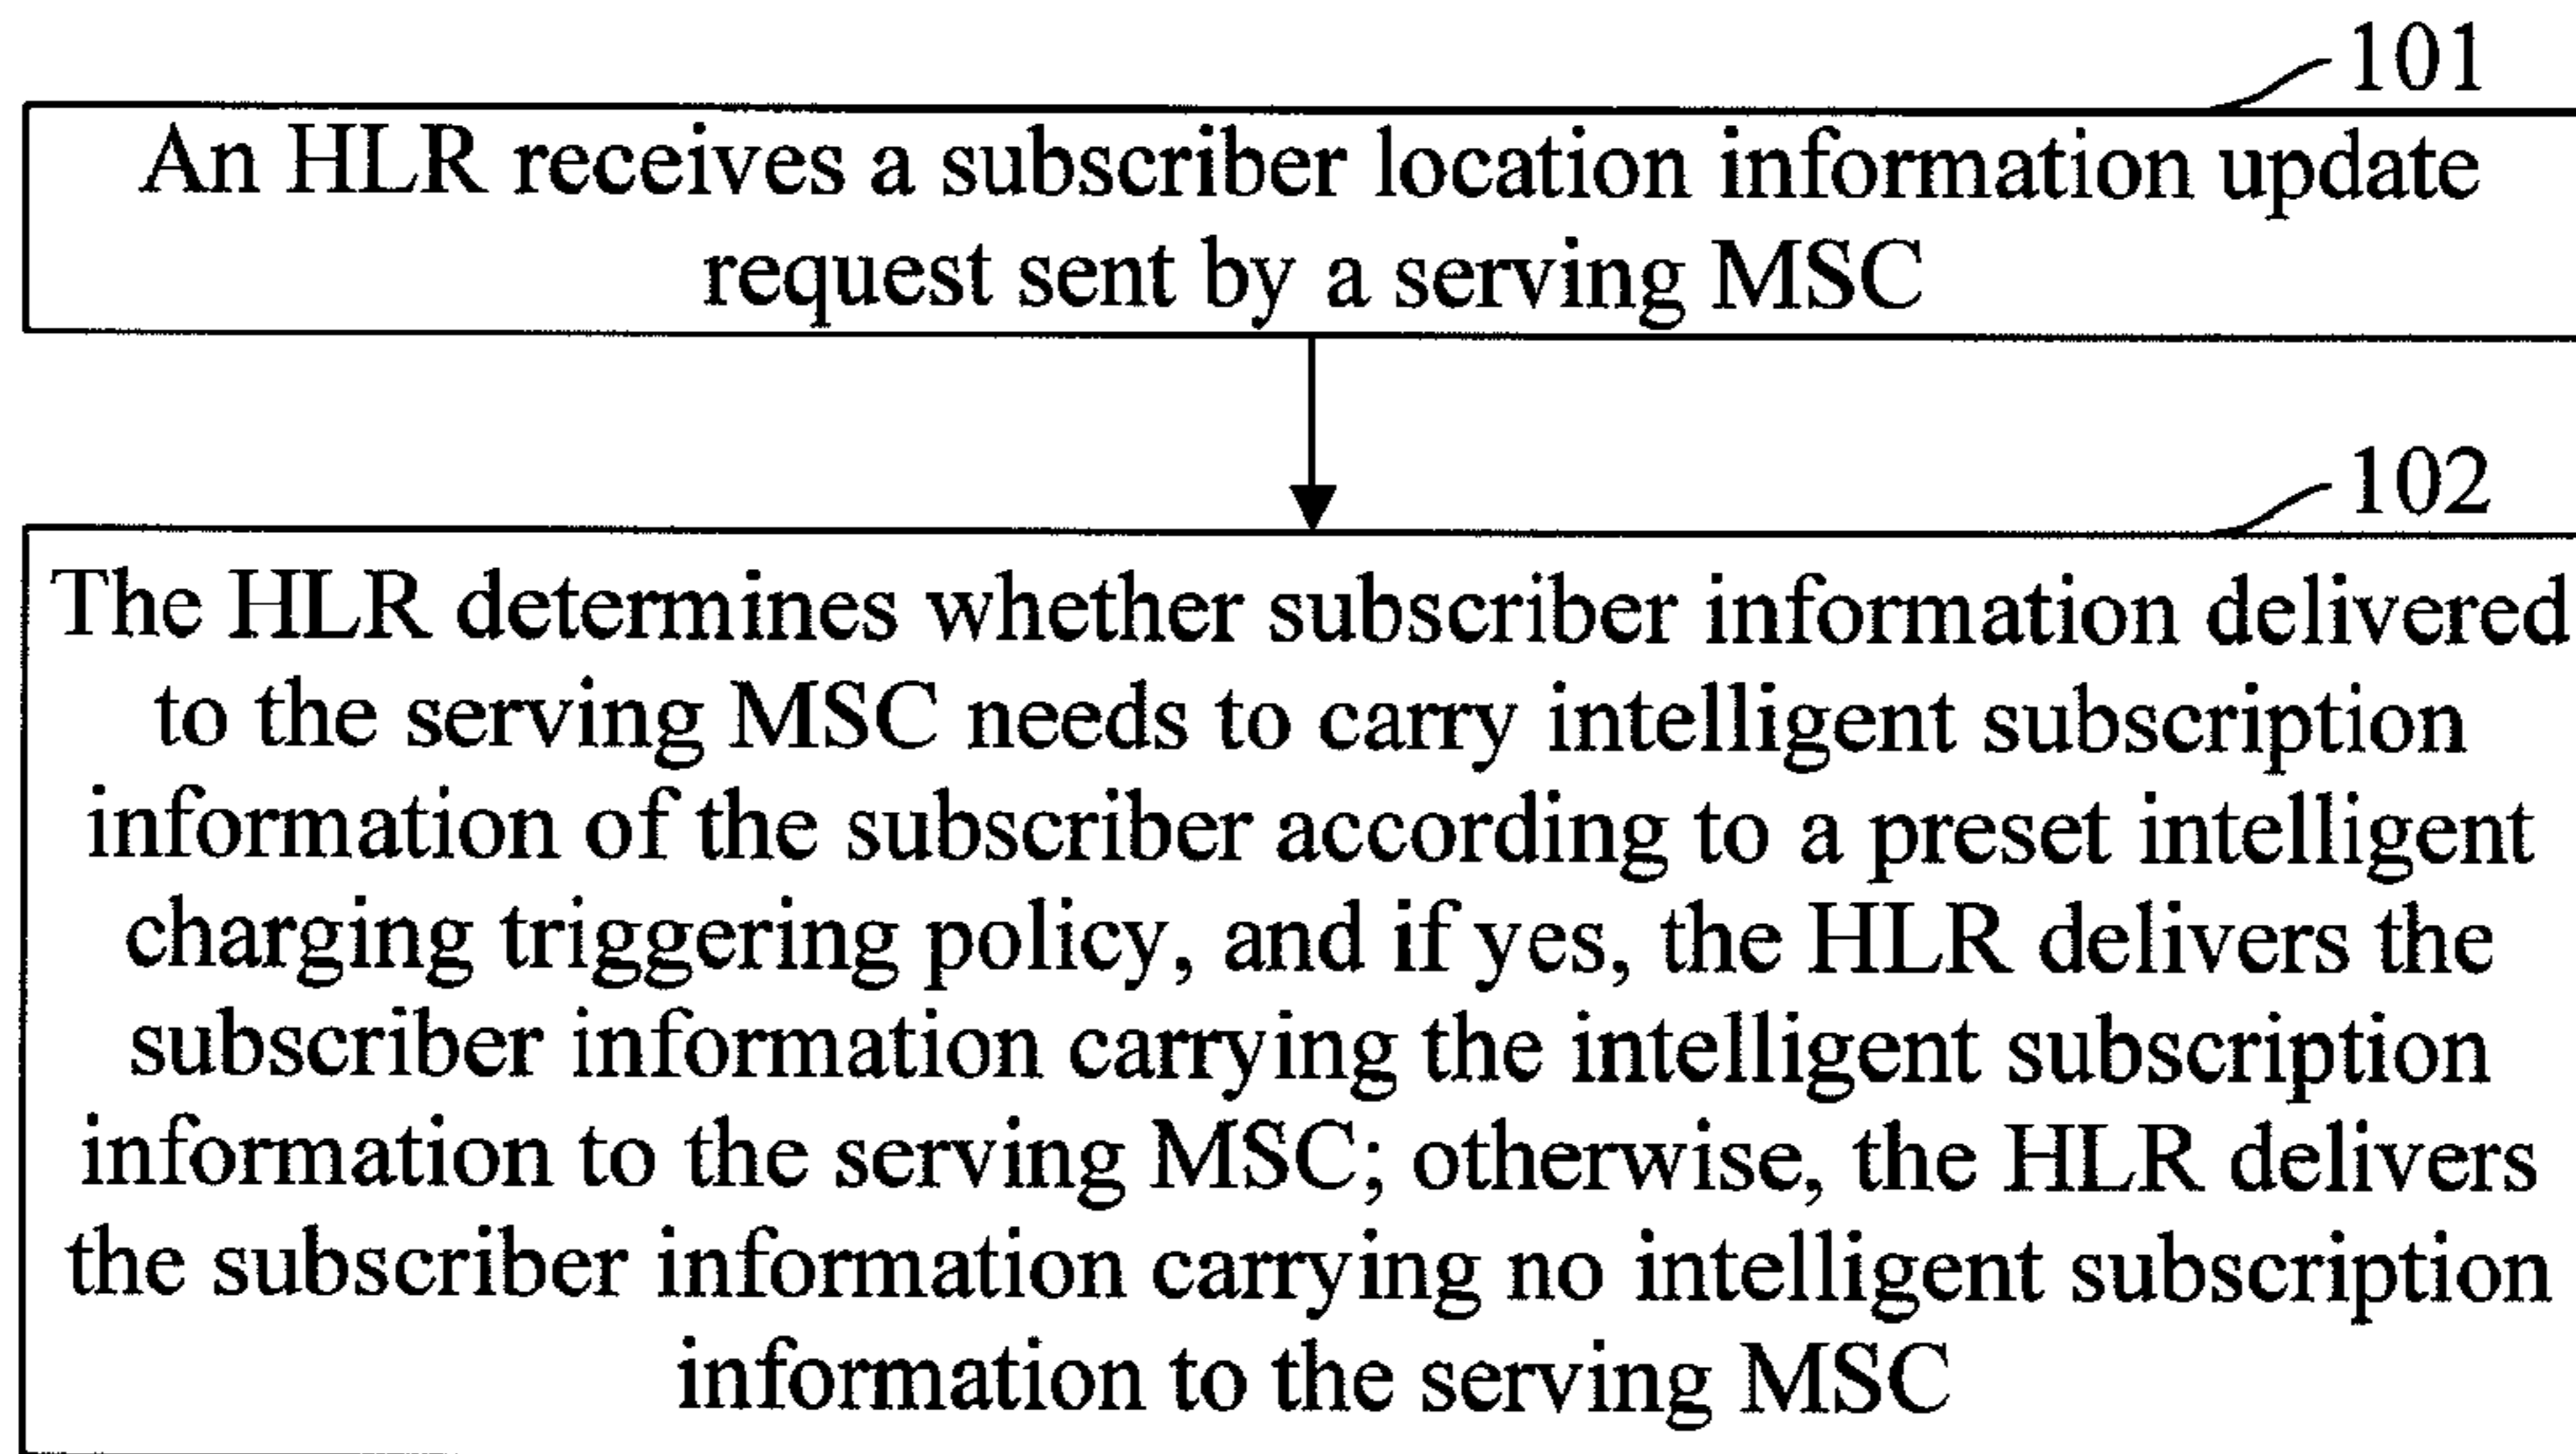 101
An HLR receives a subscriber location information update
request sent by a serving MSC
102
The HLR determines whether subscriber information delivered
to the serving MSC needs to carry intelligent subscription
information of the subscriber according to a preset intelligent
charging triggering policy, and if yes, the HLR delivers the
subscriber information carrying the intelligent subscription
information to the serving MSC; otherwise, the HLR delivers
the subscriber information carrying no intelligent subscription
information to the serving MSC